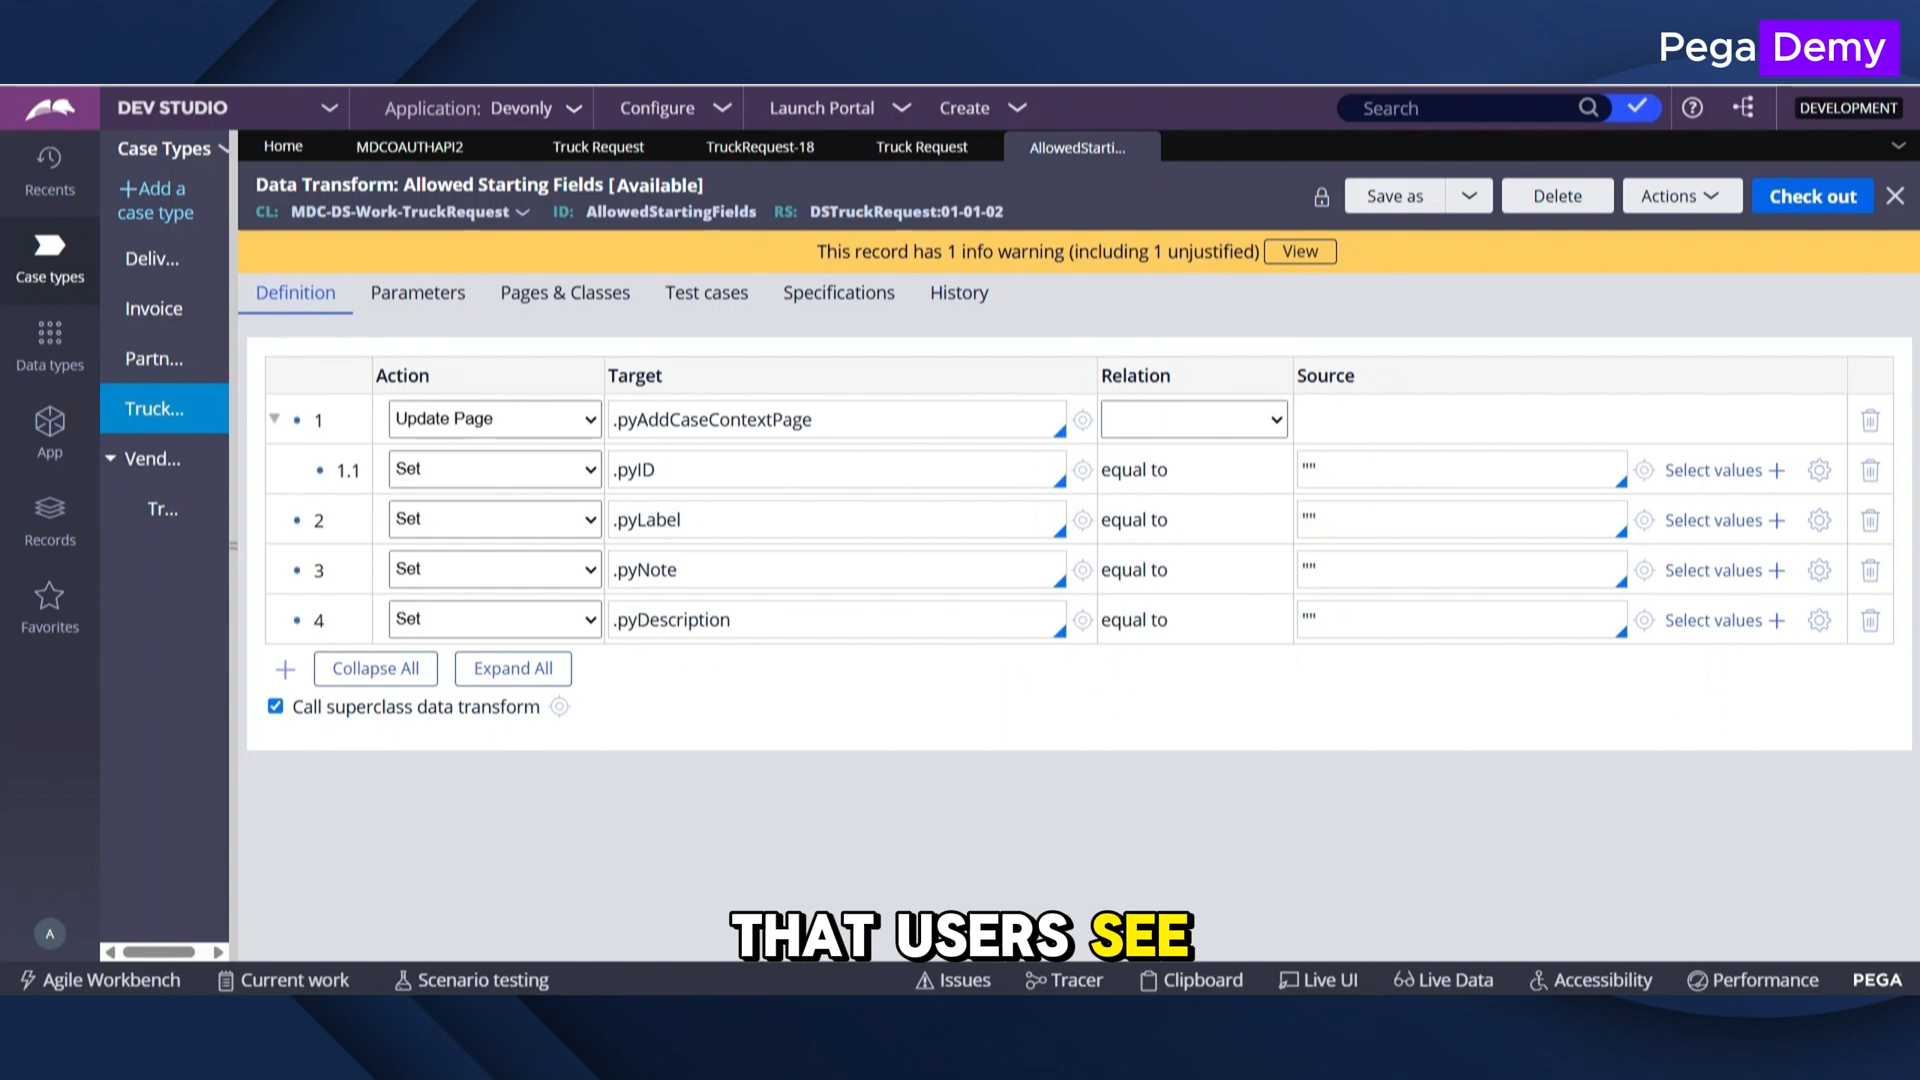 Pega Demy
DEV STUDIO
Application: Devonly
Configure
Launch Portal
Create
Search
DEVELOPMENT
Recents
Case types
Data types
App
Records
Favorites
A
Case Types
+Add a
case type
Deliv...
Invoice
Partn...
Truck...
Vend...
Tr...
Home
MDCOAUTHAPI2
Truck Request
TruckRequest-18
Truck Request
AllowedStarti...
Data Transform: Allowed Starting Fields [Available]
CL: MDC-DS-Work-TruckRequest ID: AllowedStartingFields RS: DSTruckRequest:01-01-02
Save as
Delete
Actions
Check out
This record has 1 info warning (including 1 unjustified) View
Definition
Parameters
Pages & Classes
Test cases
Specifications
History
Action Target Relation Source
1 Update Page .pyAddCaseContextPage
1.1 Set .pyID equal to "" Select values +
2 Set .pyLabel equal to "" Select values +
3 Set .pyNote equal to "" Select values +
4 Set .pyDescription equal to "" Select values +
+ Collapse All Expand All
Call superclass data transform
THAT USERS SEE
Agile Workbench
Current work
Scenario testing
Issues
Tracer
Clipboard
Live UI
Live Data
Accessibility
Performance
PEGA